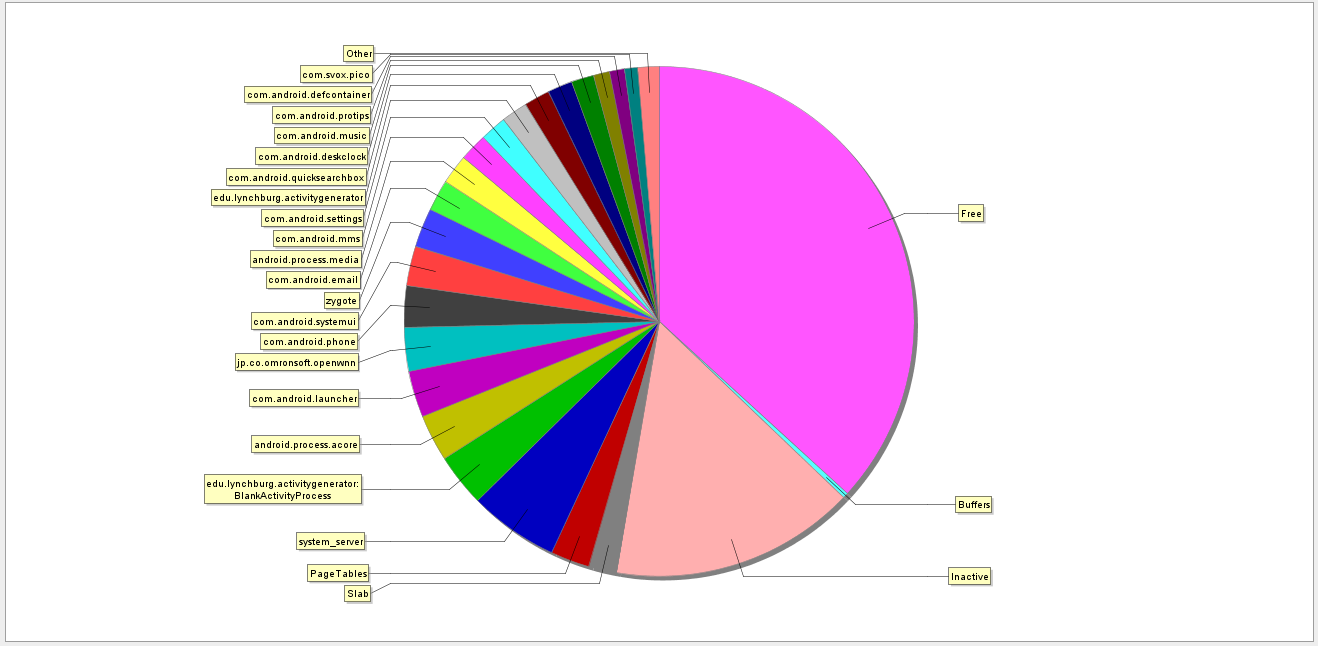 Other
com.svox.pico
com.android.defcontainer
com.android.protips
com.android.music
com.android.deskclock
com.android.quicksearchbox
edu.lynchburg.activitygenerator
com.android.settings
com.android.mms
android.process.media
com.android.email
zygote
com.android.systemui
com.android.phone
jp.co.omronsoft.openwnn
com.android.launcher
android.process.acore
edu.lynchburg.activitygenerator:
BlankActivityProcess
system_server
PageTables
Slab
Free
Buffers
Inactive